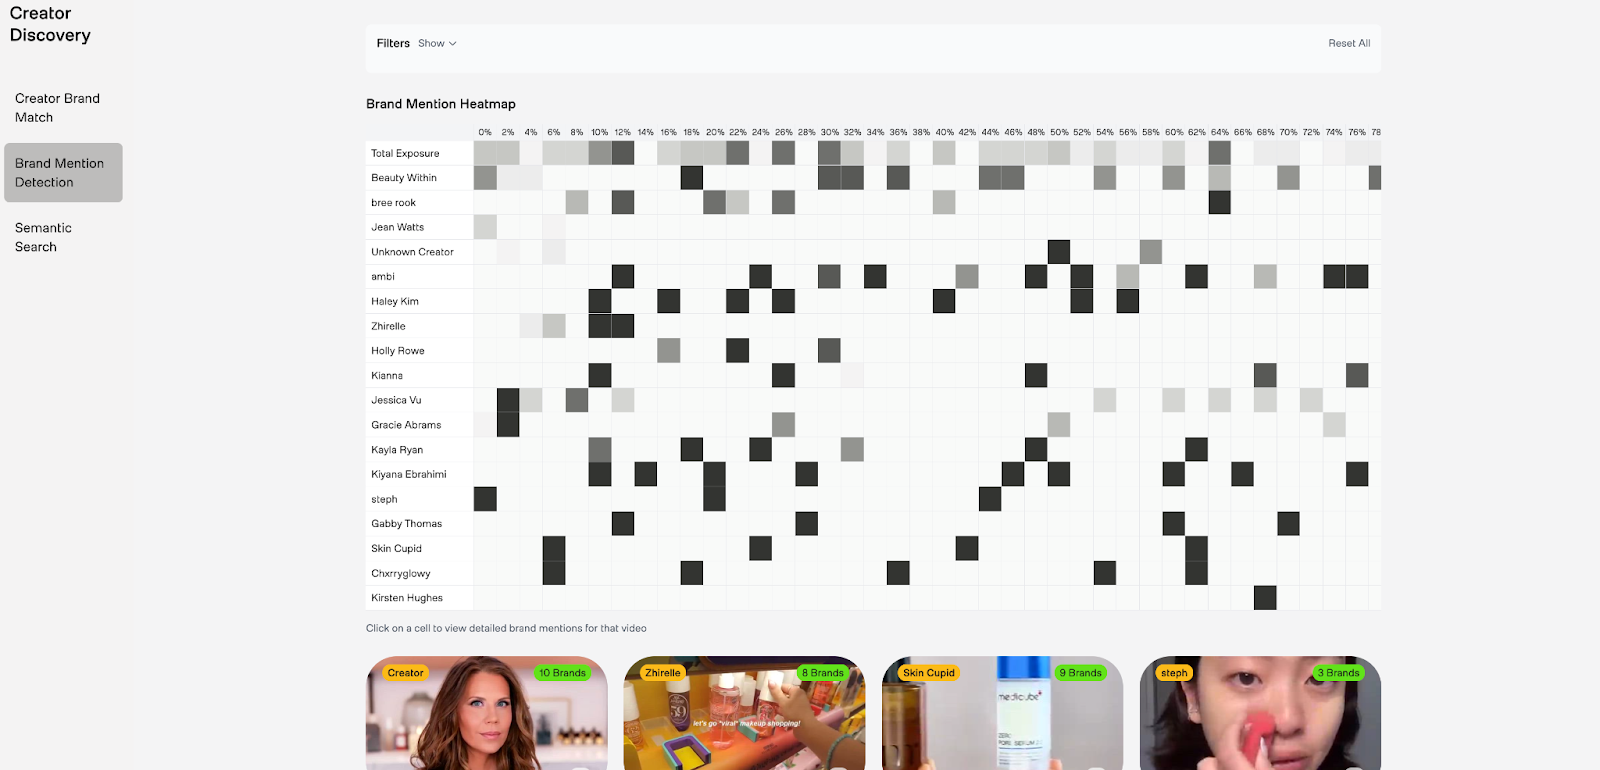 Creator
Discovery
Creator Brand
Match
Brand Mention
Detection
Semantic
Search
Filters Show Reset All
Brand Mention Heatmap
0% 2% 4% 6% 8% 10% 12% 14% 16% 18% 20% 22% 24% 26% 28% 30% 32% 34% 36% 38% 40% 42% 44% 46% 48% 50% 52% 54% 56% 58% 60% 62% 64% 66% 68% 70% 72% 74% 76% 78
Total Exposure
Beauty Within
bree rook
Jean Watts
Unknown Creator
ambi
Haley Kim
Zhirelle
Holly Rowe
Kianna
Jessica Vu
Gracie Abrams
Kayla Ryan
Kiyana Ebrahimi
steph
Gabby Thomas
Skin Cupid
Chxrryglowy
Kirsten Hughes
Click on a cell to view detailed brand mentions for that video
Creator 10 Brands
Zhirelle 8 Brands
59
let's go "viral" makeup shopping!
Skin Cupid 9 Brands
medicube
ZERO
PORE SERUM
steph 3 Brands